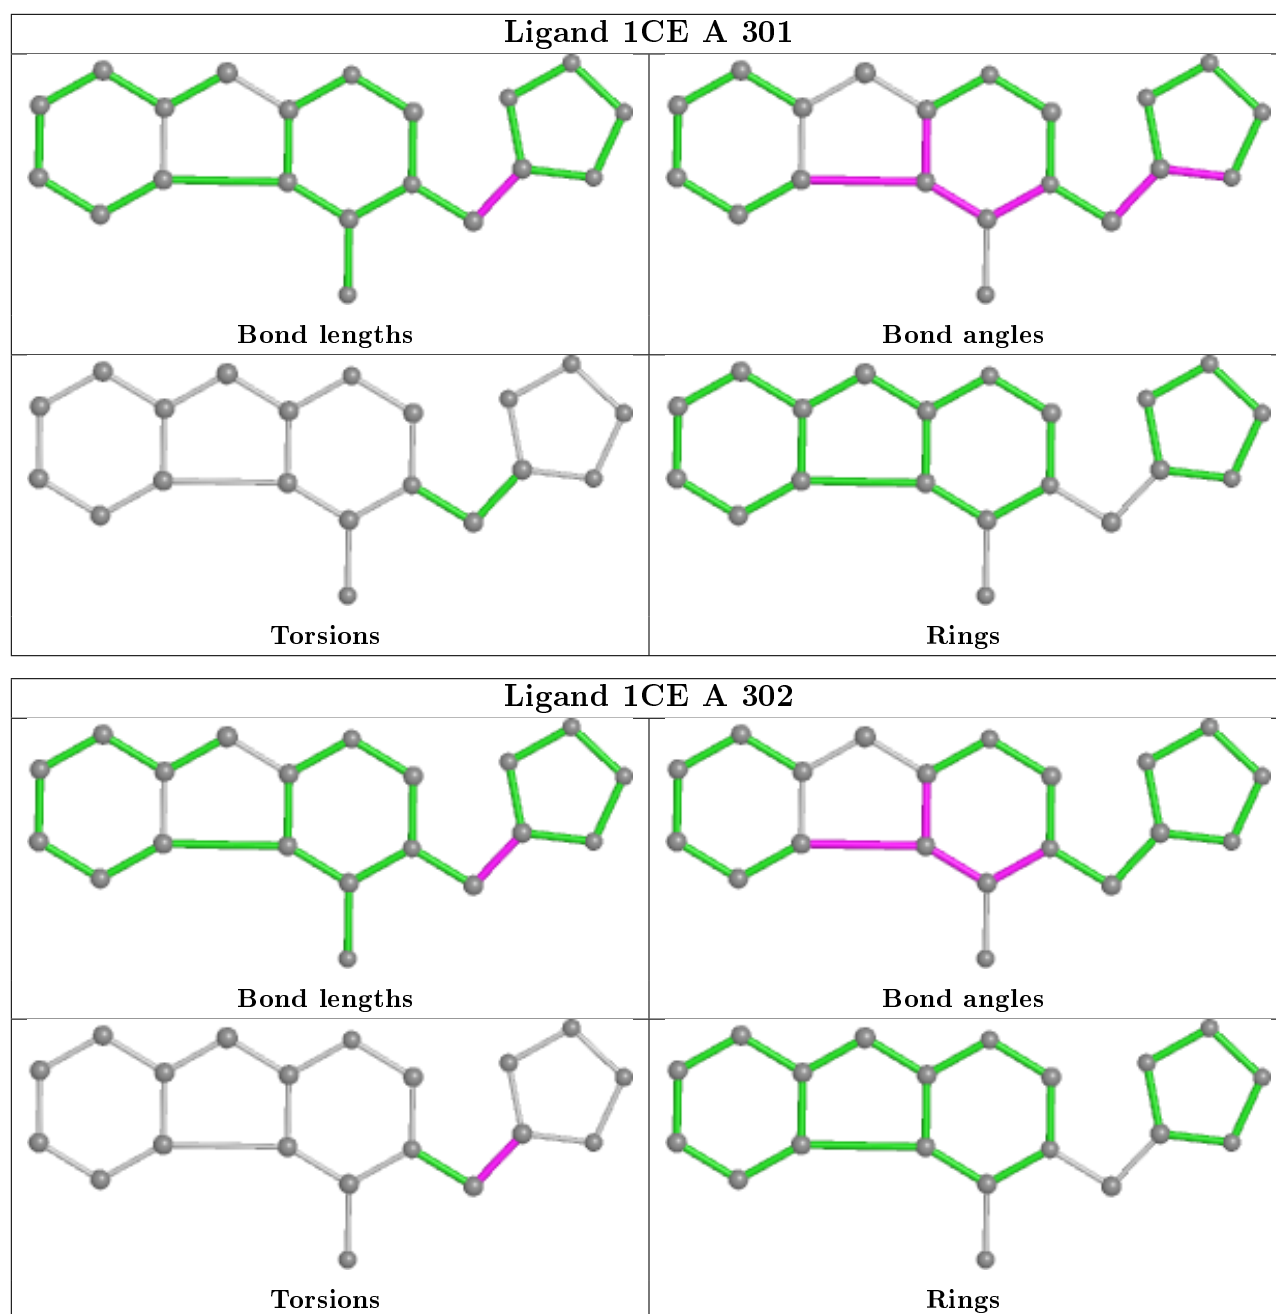 Ligand 1CE A 301
Bond lengths
Bond angles
Torsions
Rings
Ligand 1CE A 302
Bond lengths
Bond angles
Torsions
Rings